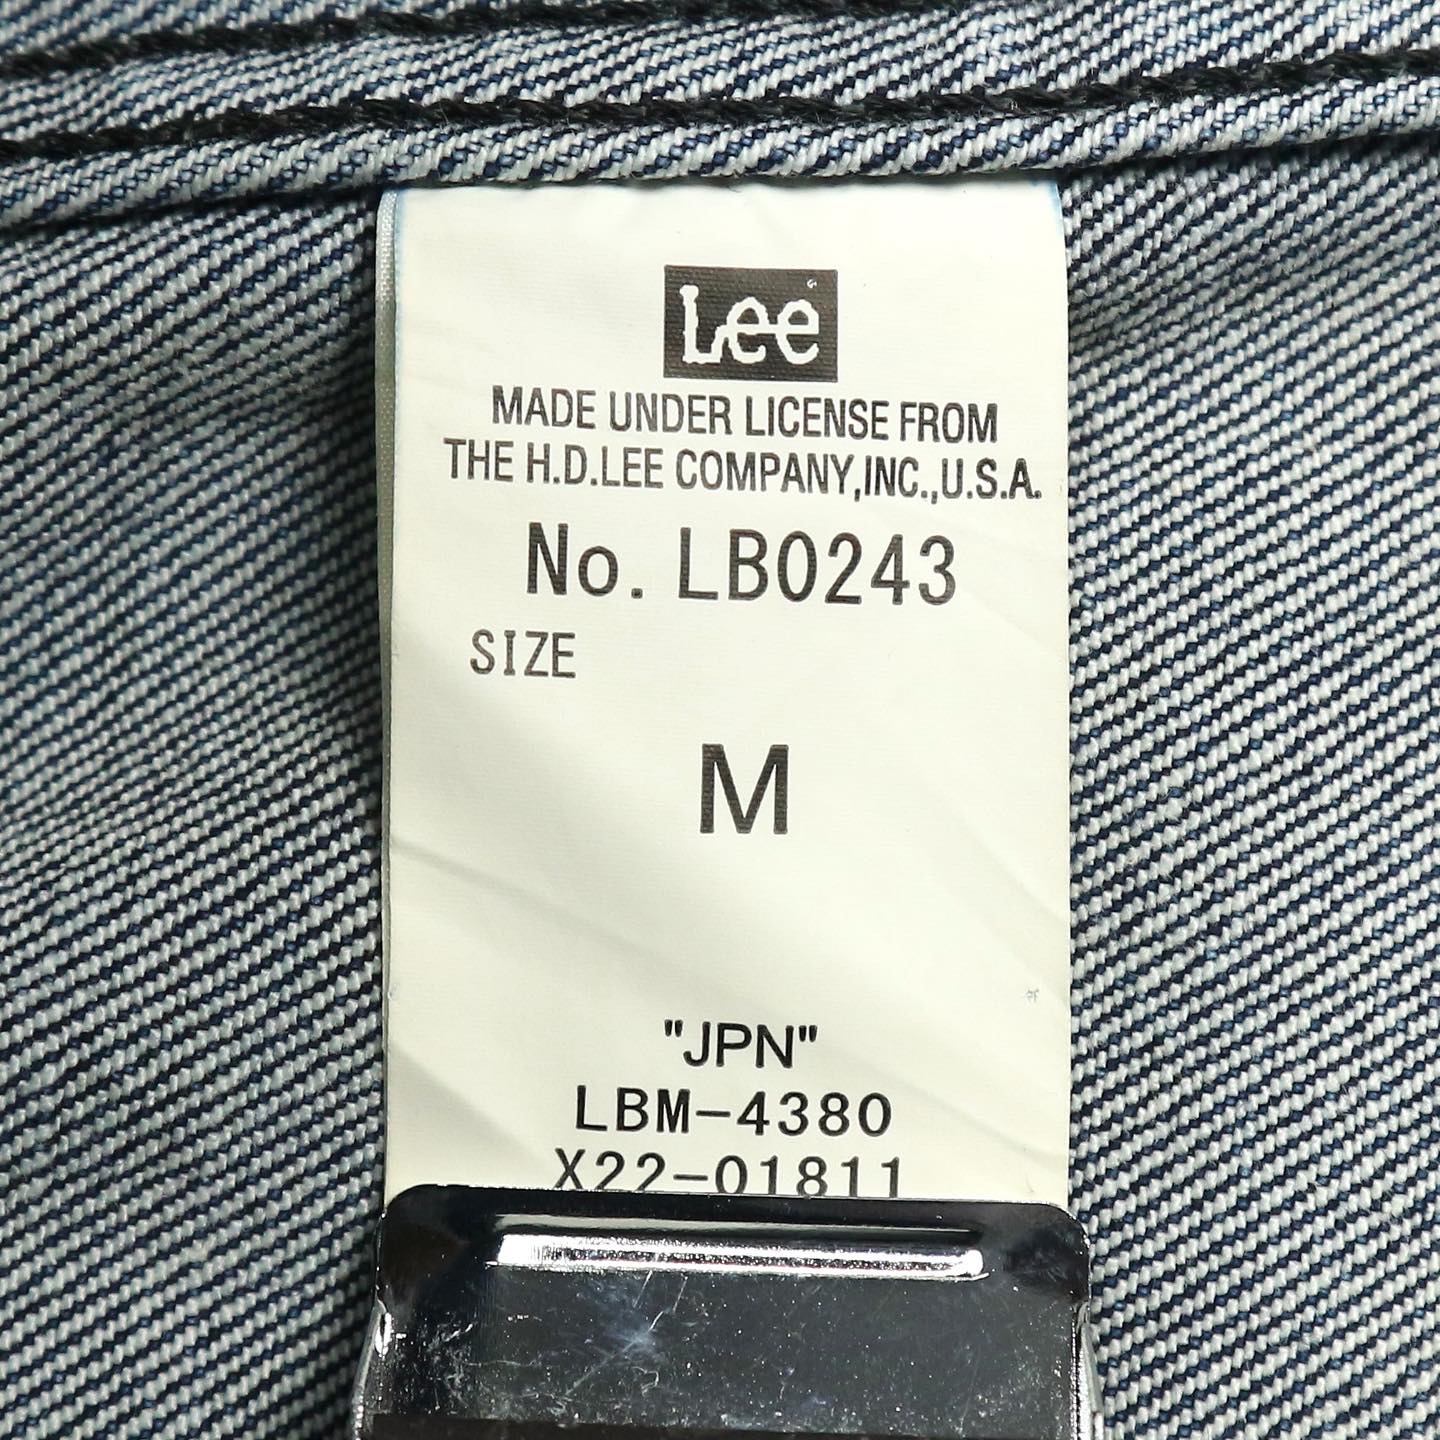 Lee
MADE UNDER LICENSE FROM
THE H.D.LEE COMPANY,INC.,U.S.A.
No. LB0243
SIZE
M
"JPN"
LBM-4380
X22-01811